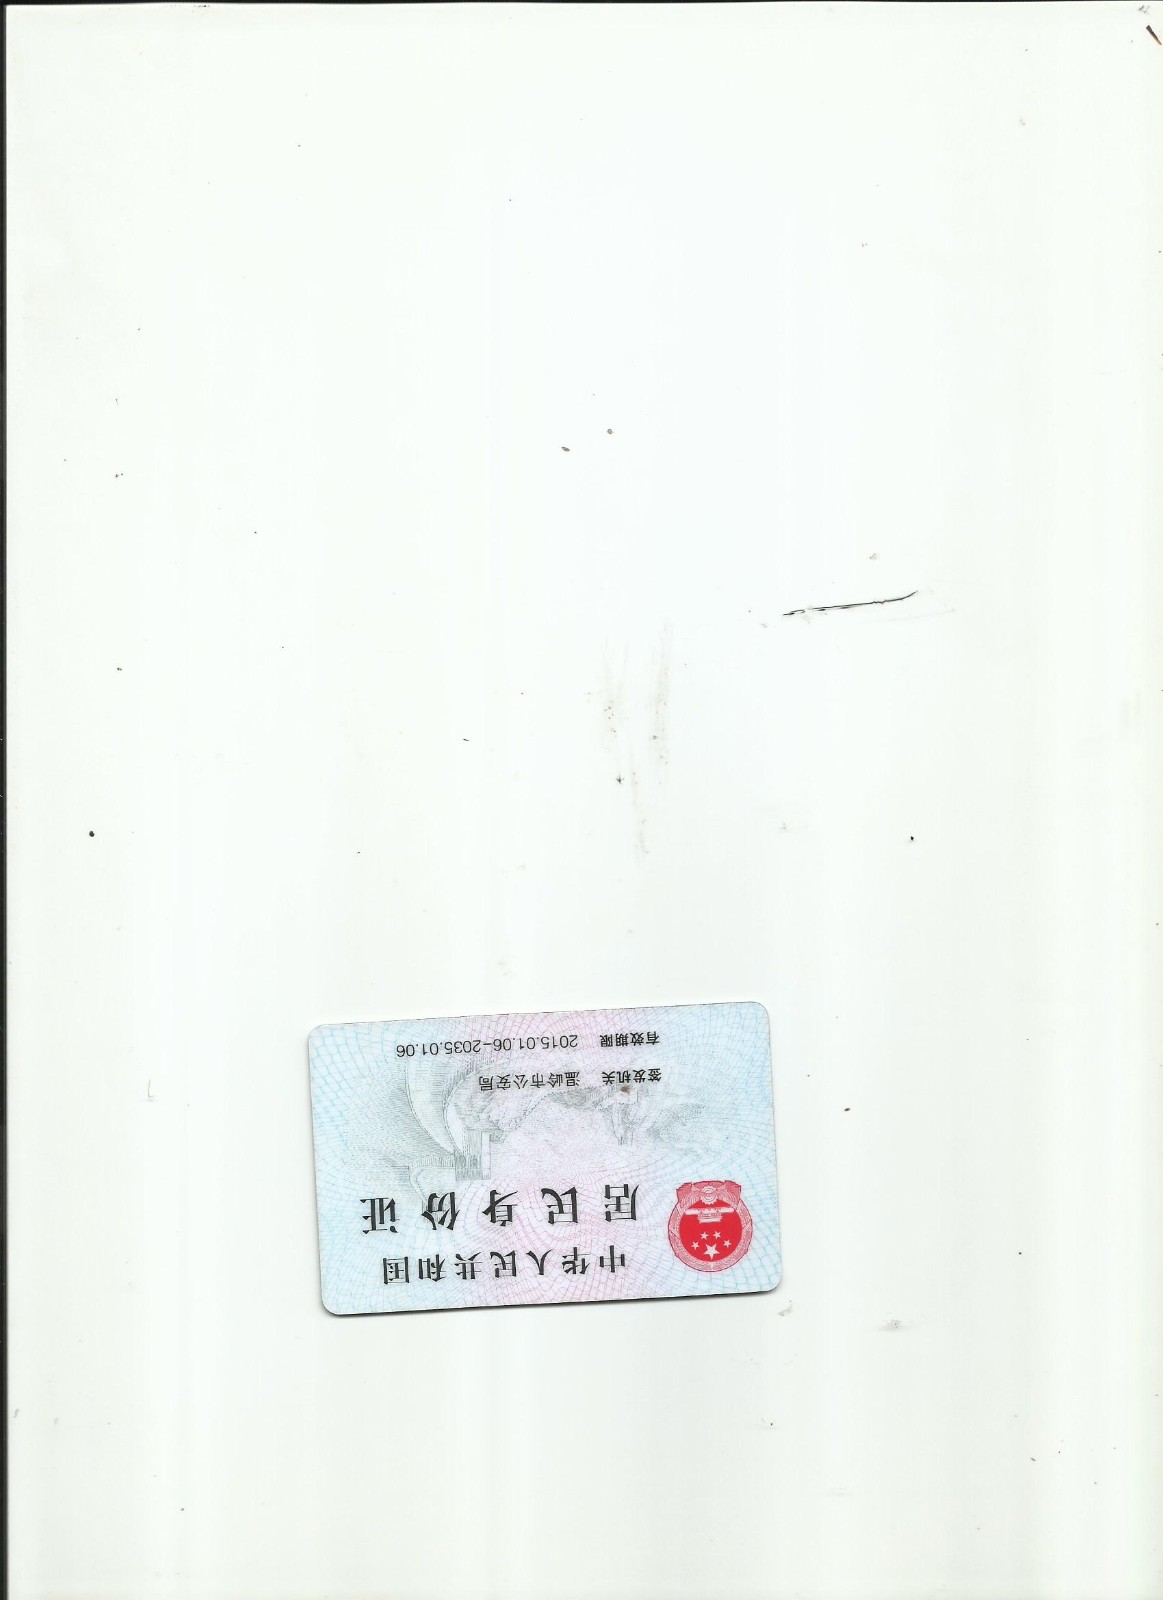 中华人民共和国
居民身份证
签发机关 温岭市公安局
有效期限 2015.01.06-2035.01.06